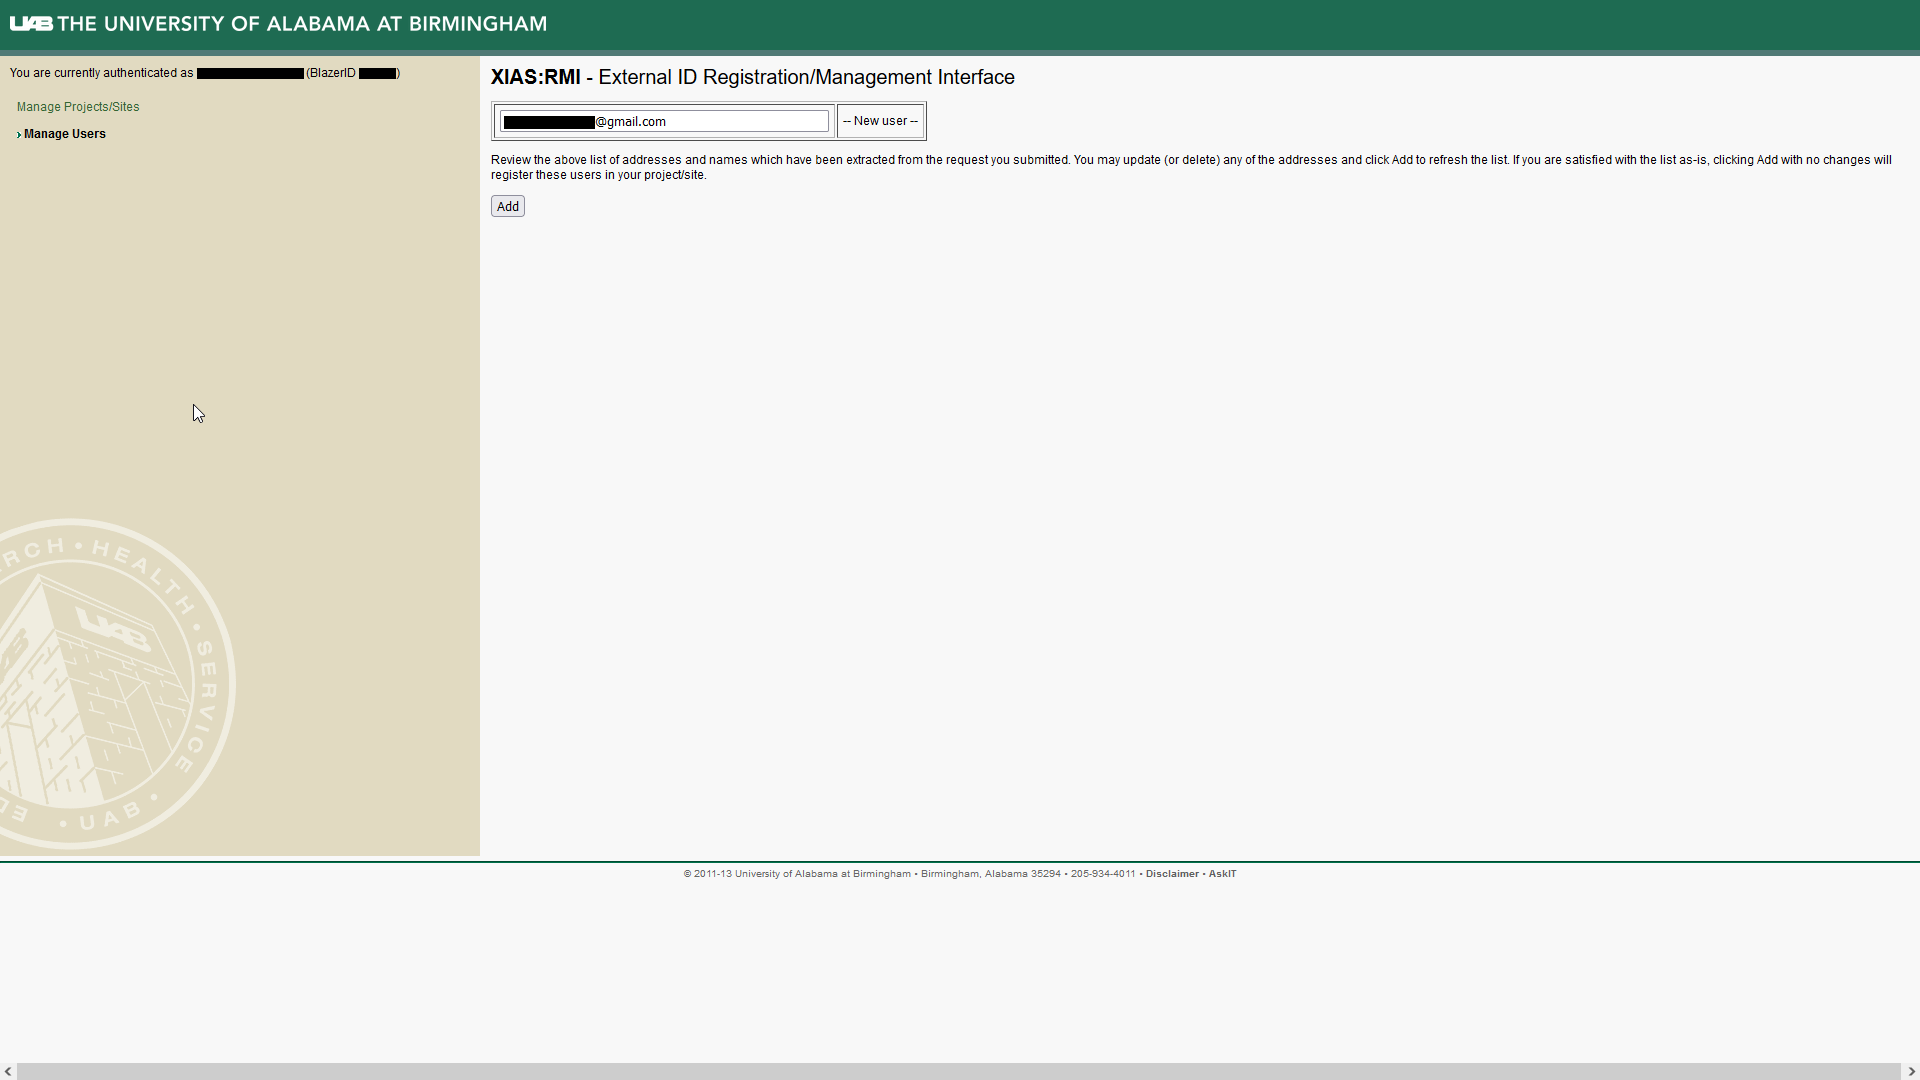 UAB THE UNIVERSITY OF ALABAMA AT BIRMINGHAM
You are currently authenticated as (BlazerID )
Manage Projects/Sites
› Manage Users
XIAS:RMI - External ID Registration/Management Interface
@gmail.com
-- New user --
Review the above list of addresses and names which have been extracted from the request you submitted. You may update (or delete) any of the addresses and click Add to refresh the list. If you are satisfied with the list as-is, clicking Add with no changes will
register these users in your project/site.
Add
RCH • HEALTH • SERVICE • UAB • ED
UAB
© 2011-13 University of Alabama at Birmingham • Birmingham, Alabama 35294 • 205-934-4011 • Disclaimer • AskIT